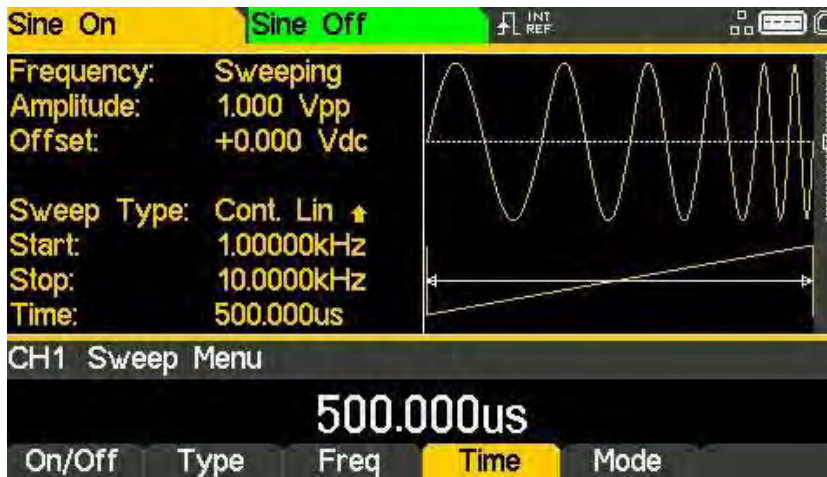 Sine On Sine Off INT
REF
Frequency: Sweeping
Amplitude: 1.000 Vpp
Offset: +0.000 Vdc
Sweep Type: Cont. Lin
Start: 1.00000kHz
Stop: 10.0000kHz
Time: 500.000us
CH1 Sweep Menu
500.000us
On/Off Type Freq Time Mode